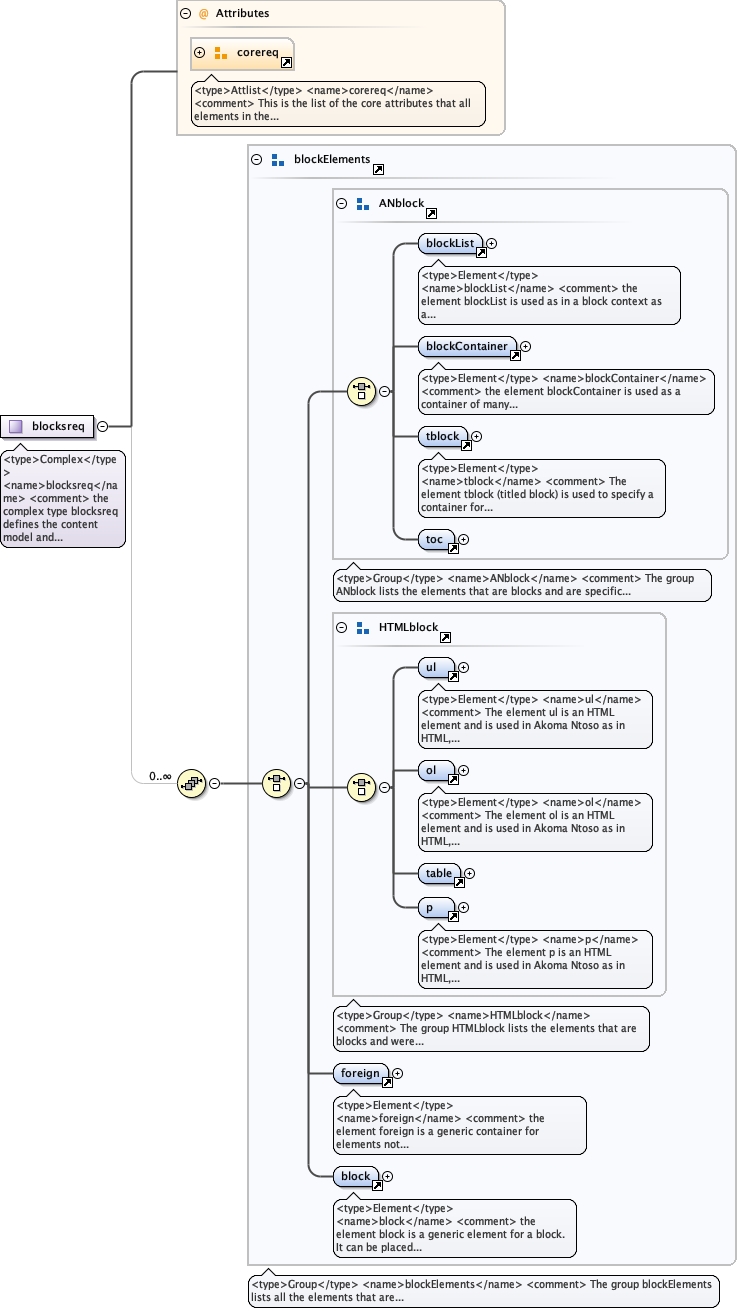 @ Attributes
corereq
<type>Attlist</type> <name>corereq</name>
<comment> This is the list of the core attributes that all
elements in the...
blockElements
ANblock
blockList
<type>Element</type>
<name>blockList</name> <comment> the
element blockList is used as in a block context as
a...
blockContainer
<type>Element</type> <name>blockContainer</name>
<comment> the element blockContainer is used as a
container of many...
tblock
<type>Element</type>
<name>tblock</name> <comment> The
element tblock (titled block) is used to specify a
container for...
toc
<type>Group</type> <name>ANblock</name> <comment> The group
ANblock lists the elements that are blocks and are specific...
blocksreq
<type>Complex</type
>
<name>blocksreq</na
me> <comment> the
complex type blocksreq
defines the content
model and...
HTMLblock
ul
<type>Element</type> <name>ul</name>
<comment> The element ul is an HTML
element and is used in Akoma Ntoso as in
HTML,...
0..∞
ol
<type>Element</type> <name>ol</name>
<comment> The element ol is an HTML
element and is used in Akoma Ntoso as in
HTML,...
table
p
<type>Element</type> <name>p</name>
<comment> The element p is an HTML
element and is used in Akoma Ntoso as in
HTML,...
<type>Group</type> <name>HTMLblock</name>
<comment> The group HTMLblock lists the elements that are
blocks and were...
foreign
<type>Element</type>
<name>foreign</name> <comment> the
element foreign is a generic container for
elements not...
block
<type>Element</type>
<name>block</name> <comment> the
element block is a generic element for a block.
It can be placed...
<type>Group</type> <name>blockElements</name> <comment> The group blockElements
lists all the elements that are...